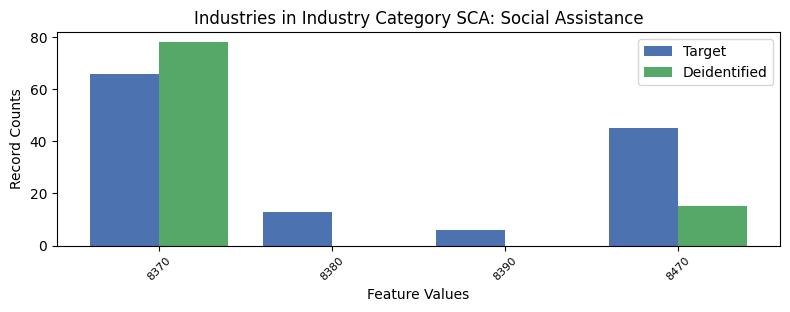 Industries in Industry Category SCA: Social Assistance
Target
Deidentified
Record Counts
80
60
40
20
0
8370
8380
8390
8470
Feature Values